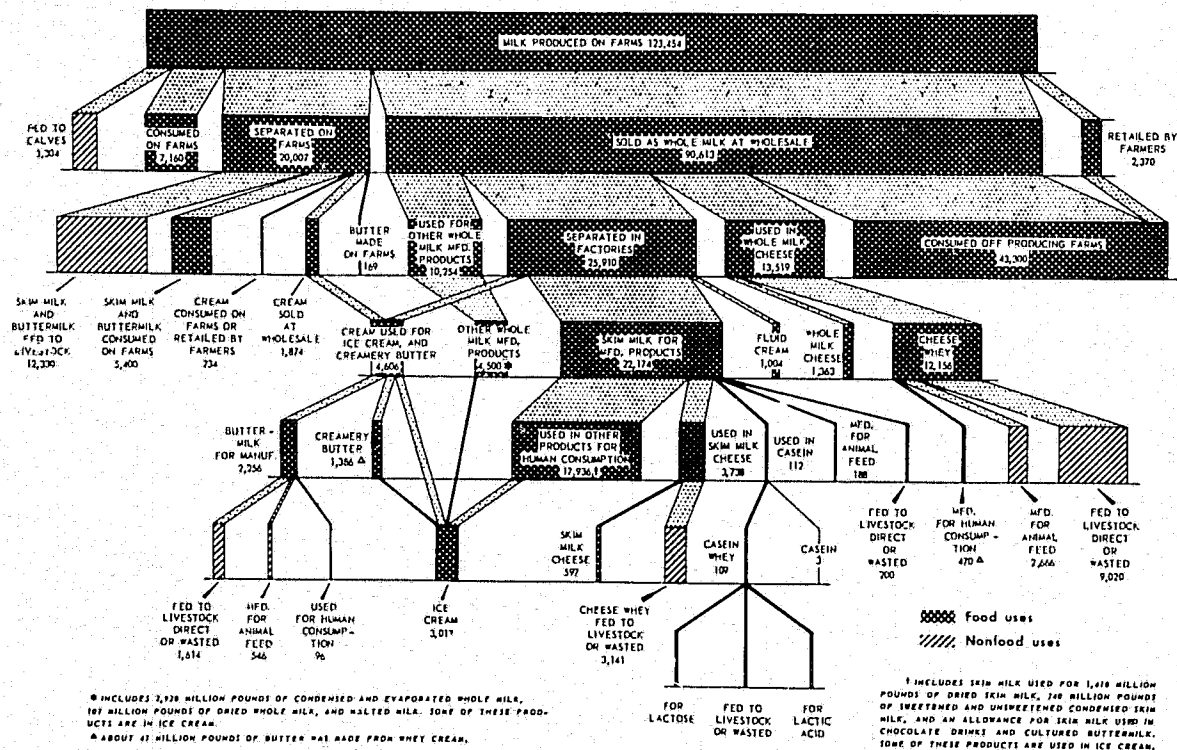 MILK PRODUCED ON FARMS 123,454
FED TO
CALVES
3,304
CONSUMED
ON FARMS
7,160
SEPARATED ON
FARMS
20,007
SOLD AS WHOLE MILK AT WHOLESALE
90,613
RETAILED BY
FARMERS
2,370
SKIM MILK
AND
BUTTERMILK
FED TO
LIVESTOCK
12,330
SKIM MILK
AND
BUTTERMILK
CONSUMED
ON FARMS
5,400
CREAM
CONSUMED ON
FARMS OR
RETAILED BY
FARMERS
234
CREAM
SOLD
AT
WHOLESALE
1,874
BUTTER
MADE
ON FARMS
169
USED FOR
OTHER WHOLE
MILK MFD.
PRODUCTS
10,254
SEPARATED IN
FACTORIES
25,910
USED IN
WHOLE MILK
CHEESE
13,519
CONSUMED OFF PRODUCING FARMS
43,300
CREAM USED FOR
ICE CREAM, AND
CREAMERY BUTTER
4,606
OTHER WHOLE
MILK MFD.
PRODUCTS
4,500 *
SKIM MILK FOR
MFD. PRODUCTS
22,174
FLUID
CREAM
1,004
WHOLE
MILK
CHEESE
1,363
CHEESE
WHEY
12,156
BUTTER-
MILK
FOR MANUF.
2,256
CREAMERY
BUTTER
1,366 △
USED IN OTHER
PRODUCTS FOR
HUMAN CONSUMPTION
17,936 †
USED IN
SKIM MILK
CHEESE
3,738
USED IN
CASEIN
112
MFD.
FOR
ANIMAL
FEED
188
FED TO
LIVESTOCK
DIRECT
OR
WASTED
200
MFD.
FOR HUMAN
CONSUMP-
TION
470 △
MFD.
FOR
ANIMAL
FEED
2,666
FED TO
LIVESTOCK
DIRECT
OR
WASTED
9,020
FED TO
LIVESTOCK
DIRECT
OR WASTED
1,614
MFD.
FOR
ANIMAL
FEED
546
USED
FOR HUMAN
CONSUMP-
TION
96
ICE
CREAM
3,017
SKIM
MILK
CHEESE
597
CHEESE WHEY
FED TO
LIVESTOCK
OR WASTED
3,141
CASEIN
WHEY
109
CASEIN
3
FOR
LACTOSE
FED TO
LIVESTOCK
OR WASTED
FOR
LACTIC
ACID
Food uses
Nonfood uses
* INCLUDES 2,920 MILLION POUNDS OF CONDENSED AND EVAPORATED WHOLE MILK,
107 MILLION POUNDS OF DRIED WHOLE MILK, AND MALTED MILK. SOME OF THESE PROD-
UCTS ARE IN ICE CREAM.
△ ABOUT 47 MILLION POUNDS OF BUTTER WAS MADE FROM WHEY CREAM.
† INCLUDES SKIM MILK USED FOR MILLION
POUNDS OF DRIED SKIM MILK, MILLION POUNDS
OF SWEETENED AND UNSWEETENED CONDENSED SKIM
MILK, AND AN ALLOWANCE FOR SKIM MILK USED IN
CHOCOLATE DRINKS AND CULTURED BUTTERMILK.
SOME OF THESE PRODUCTS ARE USED IN ICE CREAM.